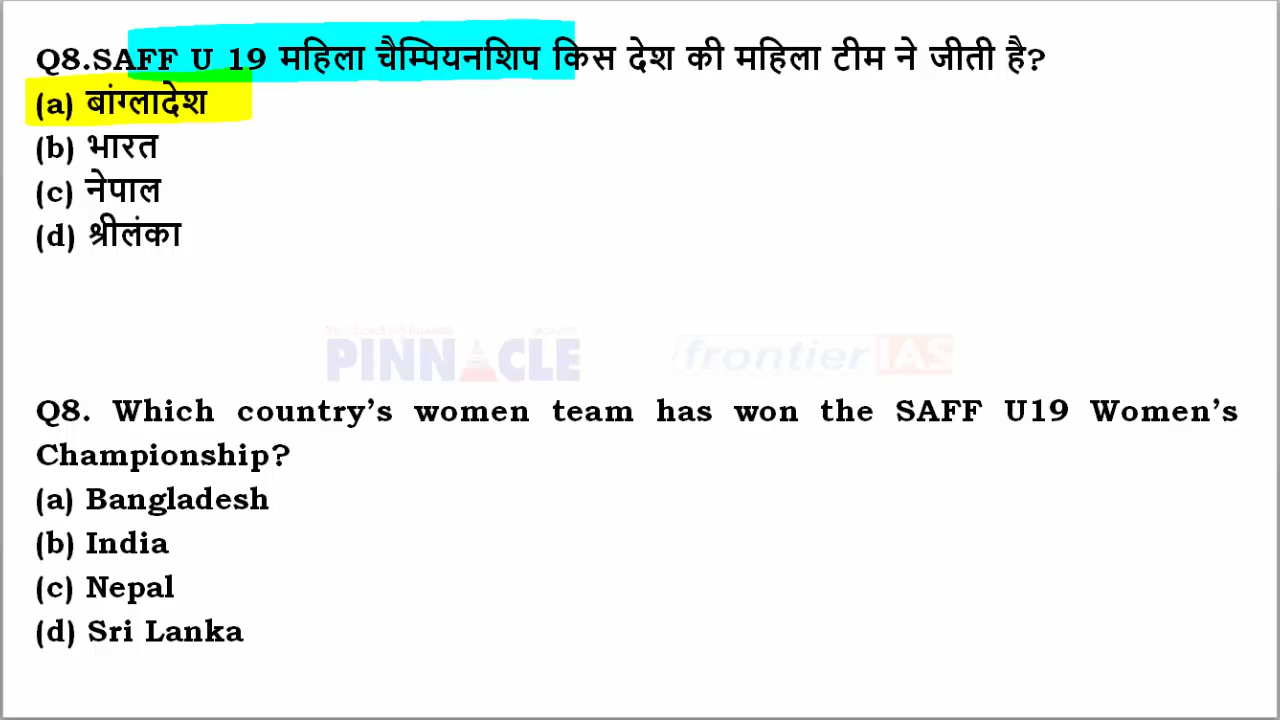 Q8.SAFF U 19 महिला चैम्पियनशिप किस देश की महिला टीम ने जीती है?
(a) बांग्लादेश
(b) भारत
(c) नेपाल
(d) श्रीलंका
PINNACLE frontier IAS
Q8. Which country’s women team has won the SAFF U19 Women’s
Championship?
(a) Bangladesh
(b) India
(c) Nepal
(d) Sri Lanka